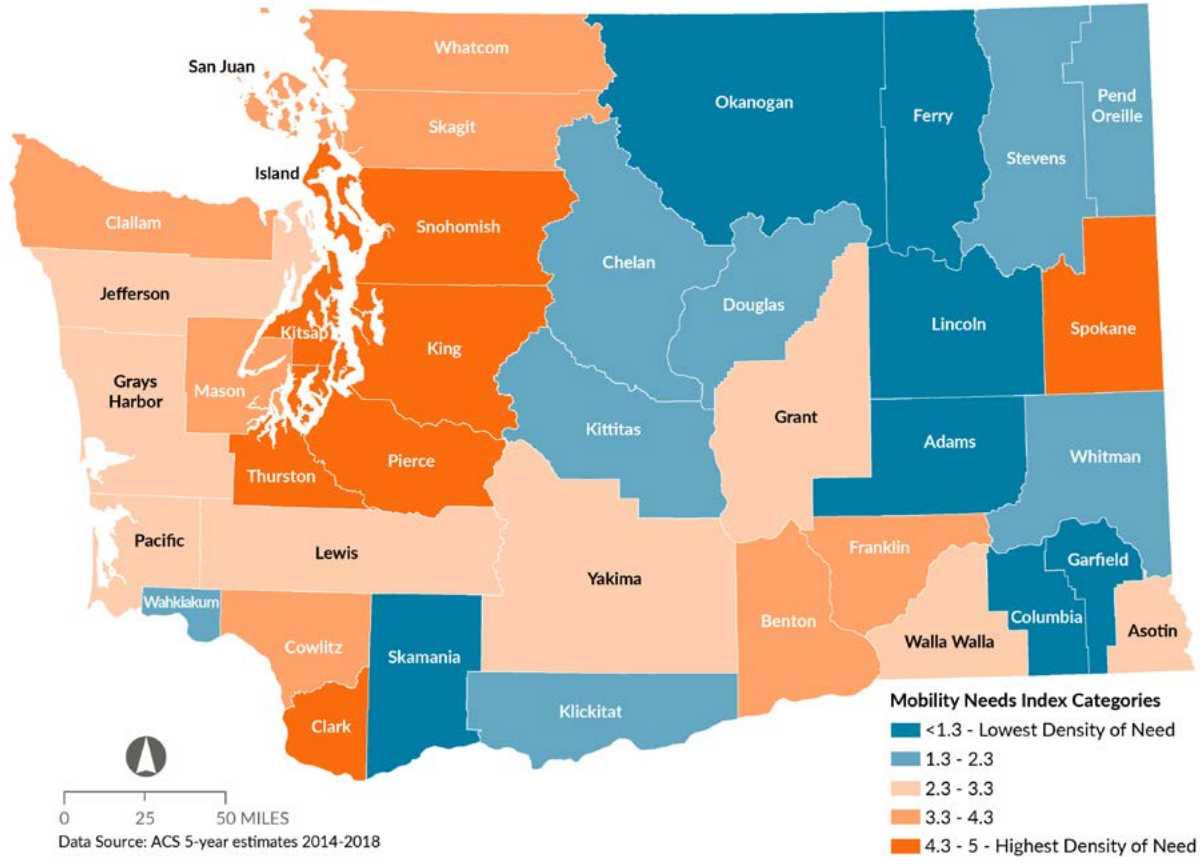 Whatcom
San Juan
Skagit
Okanogan
Ferry
Pend
Oreille
Stevens
Island
Clallam
Snohomish
Chelan
Jefferson
Douglas
Kitsap
King
Lincoln
Spokane
Mason
Grays
Harbor
Grant
Kittitas
Adams
Whitman
Pierce
Thurston
Pacific
Lewis
Yakima
Franklin
Garfield
Wahkiakum
Columbia
Benton
Asotin
Cowlitz
Skamania
Walla Walla
Klickitat
Clark
Mobility Needs Index Categories
<1.3 - Lowest Density of Need
1.3 - 2.3
2.3 - 3.3
3.3 - 4.3
4.3 - 5 - Highest Density of Need
0 25 50 MILES
Data Source: ACS 5-year estimates 2014-2018